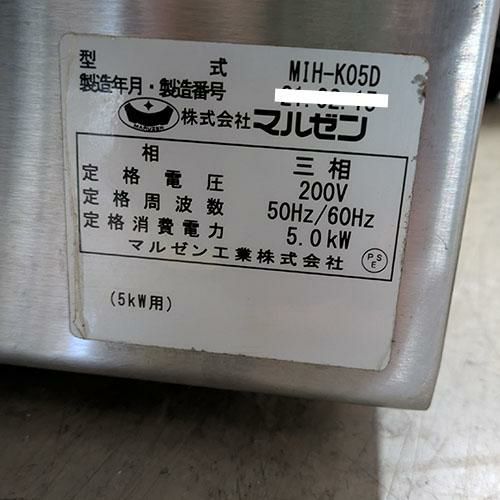 型式 MIH-K05D
製造年月・製造番号
MARUZEN 株式会社マルゼン
相 三相
定格電圧 200V
定格周波数 50Hz/60Hz
定格消費電力 5.0kW
マルゼン工業株式会社 PSE
(5kW用)